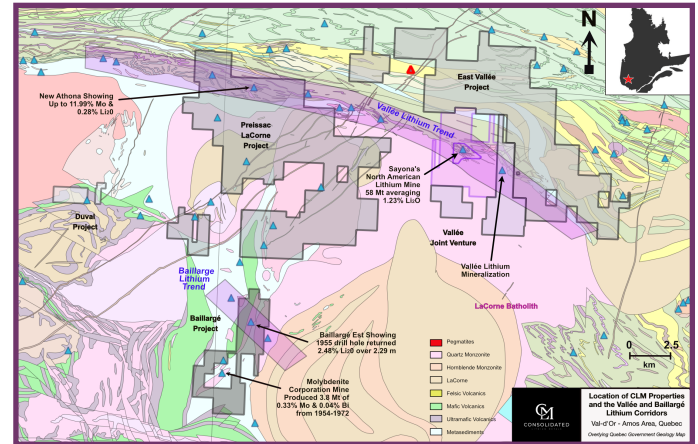 N
New Athona Showing
Up to 11.99% Mo &
0.28% Li₂0
East Vallée
Project
Vallée Lithium Trend
Preissac
LaCorne
Project
Sayona's
North American
Lithium Mine
58 Mt averaging
1.23% Li₂O
Duval
Project
Vallée
Joint Venture
Vallée Lithium
Mineralization
Baillarge
Lithium
Trend
LaCorne Batholith
Baillargé
Project
Baillargé Est Showing
1955 drill hole returned
2.48% Li₂0 over 2.29 m
Molybdenite
Corporation Mine
Produced 3.8 Mt of
0.33% Mo & 0.04% Bi
from 1954-1972
Pegmatites
Quartz Monzonite
Hornblende Monzonite
LaCorne
Felsic Volcanics
Mafic Volcanics
Ultramafic Volcanics
Metasediments
0 2.5
km
CLM
CONSOLIDATED
Location of CLM Properties
and the Vallée and Baillargé
Lithium Corridors
Val-d'Or - Amos Area, Quebec
Overlying Quebec Government Geology Map